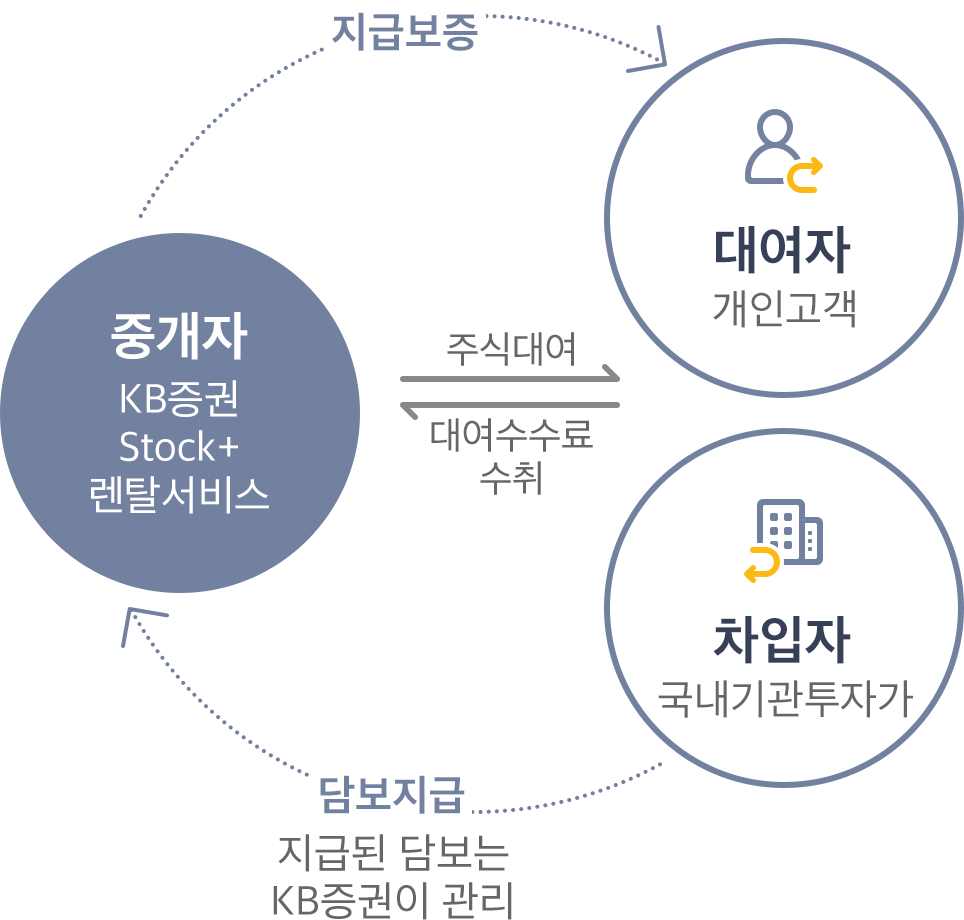 지급보증
대여자
개인고객
중개자
KB증권
Stock+
렌탈서비스
주식대여
대여수수료
수취
차입자
국내기관투자가
담보지급
지급된 담보는
KB증권이 관리